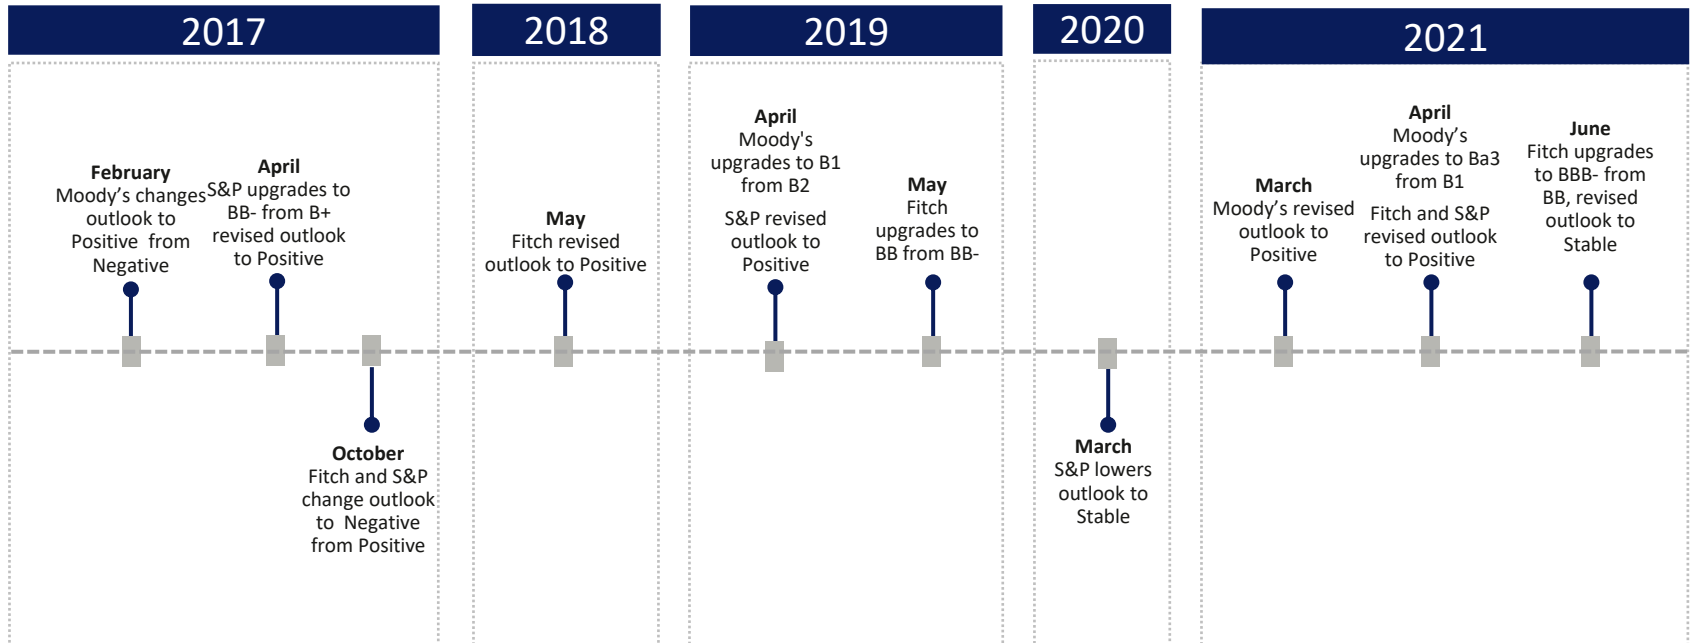 2017
February
Moody’s changes
outlook to
Positive from
Negative
April
S&P upgrades to
BB- from B+
revised outlook
to Positive
October
Fitch and S&P
change outlook
to Negative
from Positive
2018
May
Fitch revised
outlook to Positive
2019
April
Moody's
upgrades to B1
from B2
S&P revised
outlook to
Positive
May
Fitch
upgrades to
BB from BB-
2020
March
S&P lowers
outlook to
Stable
2021
March
Moody’s revised
outlook to
Positive
April
Moody’s
upgrades to Ba3
from B1
Fitch and S&P
revised outlook
to Positive
June
Fitch upgrades
to BBB- from
BB, revised
outlook to
Stable